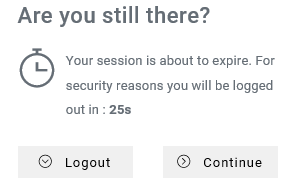 Are you still there?
Your session is about to expire. For
security reasons you will be logged
out in : 25s
Logout
Continue